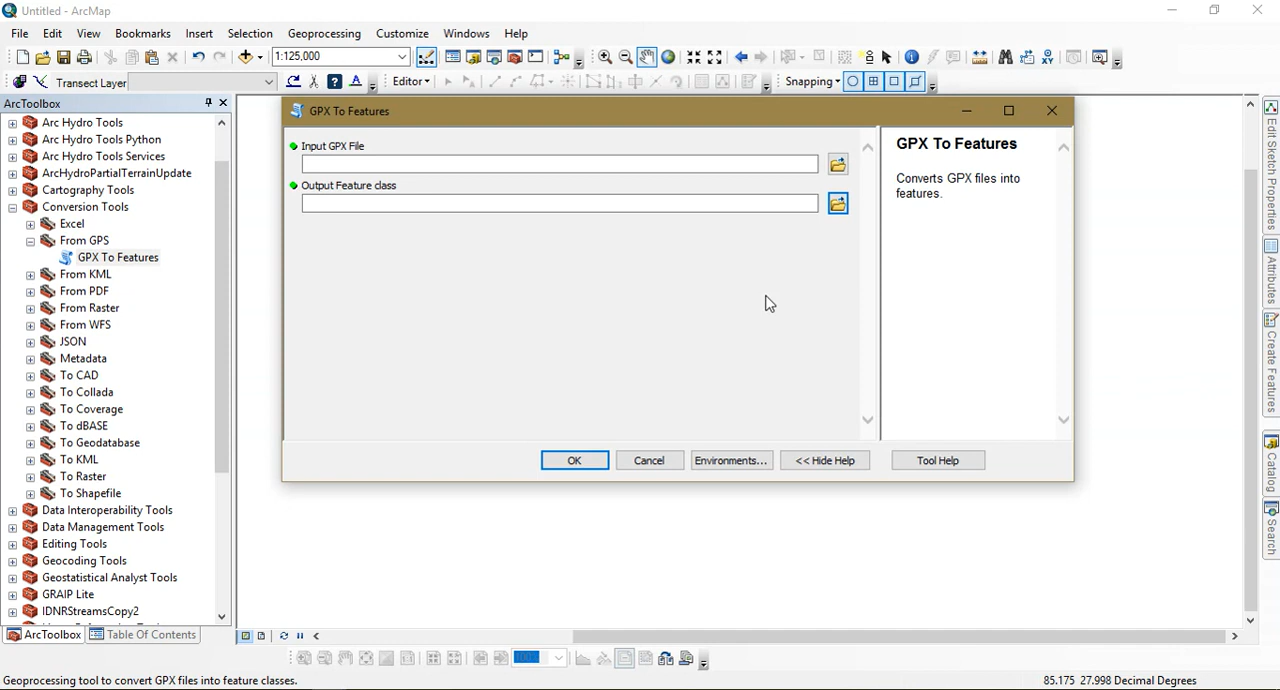 Untitled - ArcMap
File Edit View Bookmarks Insert Selection Geoprocessing Customize Windows Help
1:125,000
Transect Layer
Editor
Snapping
ArcToolbox
Arc Hydro Tools
Arc Hydro Tools Python
Arc Hydro Tools Services
ArcHydroPartialTerrainUpdate
Cartography Tools
Conversion Tools
Excel
From GPS
GPX To Features
From KML
From PDF
From Raster
From WFS
JSON
Metadata
To CAD
To Collada
To Coverage
To dBASE
To Geodatabase
To KML
To Raster
To Shapefile
Data Interoperability Tools
Data Management Tools
Editing Tools
Geocoding Tools
Geostatistical Analyst Tools
GRAIP Lite
IDNRStreamsCopy2
ArcToolbox
Table Of Contents
GPX To Features
Input GPX File
Output Feature class
OK
Cancel
Environments...
<< Hide Help
Tool Help
GPX To Features
Converts GPX files into
features.
Edit Sketch Properties
Attributes
Create Features
Catalog
Search
Geoprocessing tool to convert GPX files into feature classes.
85.175 27.998 Decimal Degrees